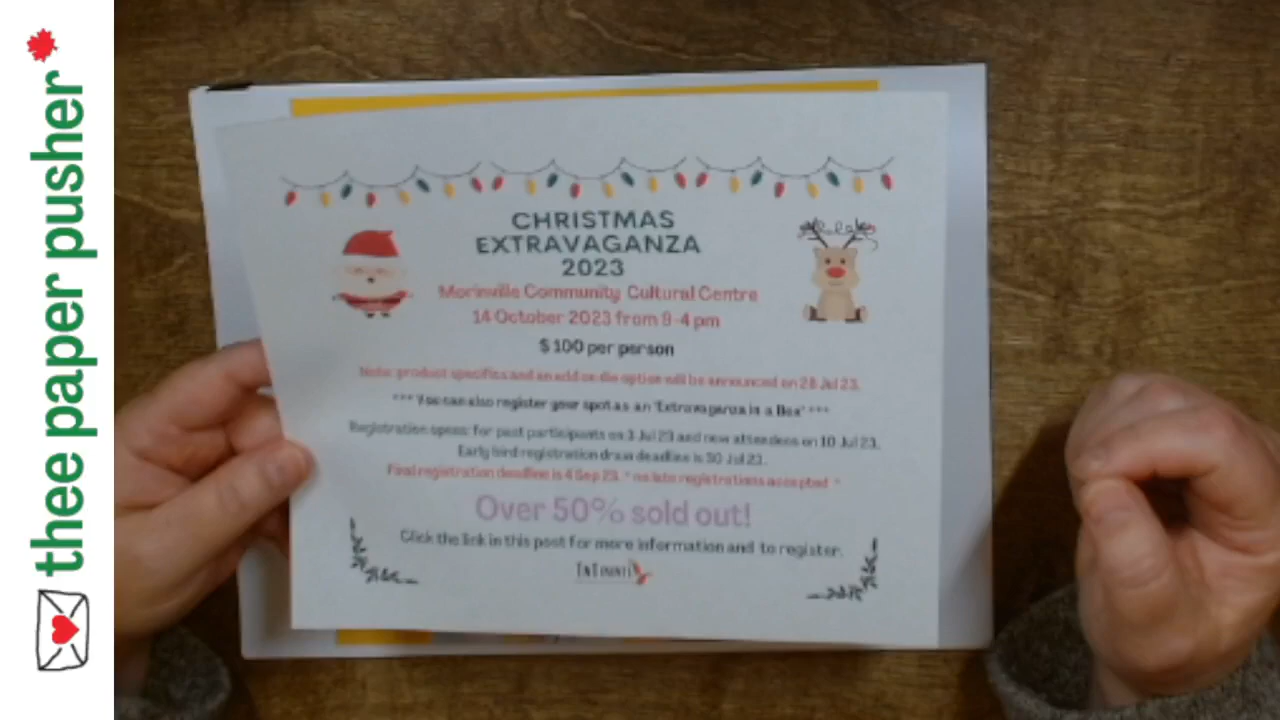 thee paper pusher
CHRISTMAS
EXTRAVAGANZA
2023
Morinville Community Cultural Centre
14 October 2023 from 9-4 pm
$100 per person
Note: product specifics and an add on die option will be announced on 28 Jul 23.
*** You can also register your spot as an 'Extravaganza in a Box' ***
Registration opens: for past participants on 3 Jul 23 and new attendees on 10 Jul 23.
Early bird registration draw deadline is 30 Jul 23.
Final registration deadline is 4 Sep 23. * no late registrations accepted *
Over 50% sold out!
Click the link in this post for more information and to register.